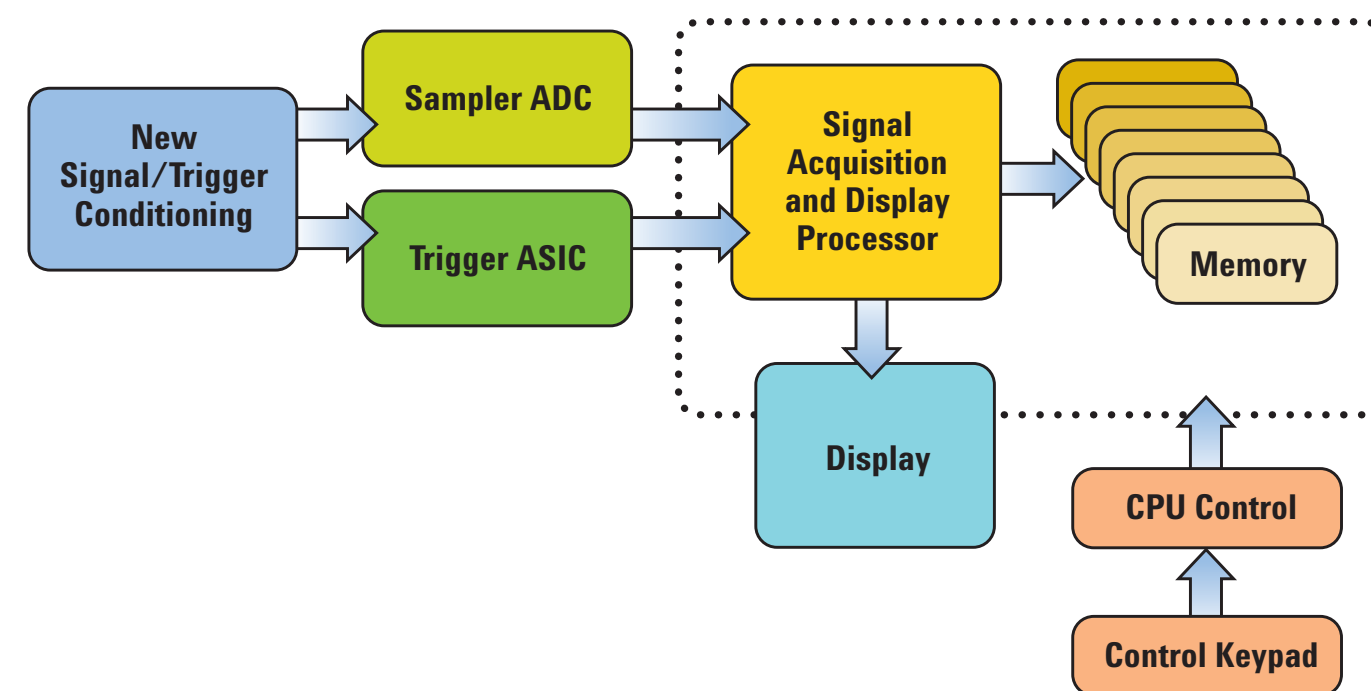 New
Signal/Trigger
Conditioning
Sampler ADC
Trigger ASIC
Signal
Acquisition
and Display
Processor
Memory
Display
CPU Control
Control Keypad